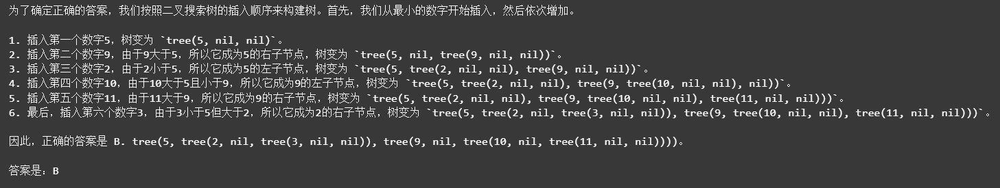 为了确定正确的答案，我们按照二叉搜索树的插入顺序来构建树。首先，我们从最小的数字开始插入，然后依次增加。
1. 插入第一个数字5，树变为 `tree(5, nil, nil)`。
2. 插入第二个数字9，由于9大于5，所以它成为5的右子节点，树变为 `tree(5, nil, tree(9, nil, nil))`。
3. 插入第三个数字2，由于2小于5，所以它成为5的左子节点，树变为 `tree(5, tree(2, nil, nil), tree(9, nil, nil))`。
4. 插入第四个数字10，由于10大于5且小于9，所以它成为9的左子节点，树变为 `tree(5, tree(2, nil, nil), tree(9, tree(10, nil, nil), nil))`。
5. 插入第五个数字11，由于11大于9，所以它成为9的右子节点，树变为 `tree(5, tree(2, nil, nil), tree(9, tree(10, nil, nil), tree(11, nil, nil)))`。
6. 最后，插入第六个数字3，由于3小于5但大于2，所以它成为2的右子节点，树变为 `tree(5, tree(2, nil, tree(3, nil, nil)), tree(9, tree(10, nil, nil), tree(11, nil, nil)))`。
因此，正确的答案是 B. tree(5, tree(2, nil, tree(3, nil, nil)), tree(9, nil, tree(10, nil, tree(11, nil, nil))))。
答案是：B